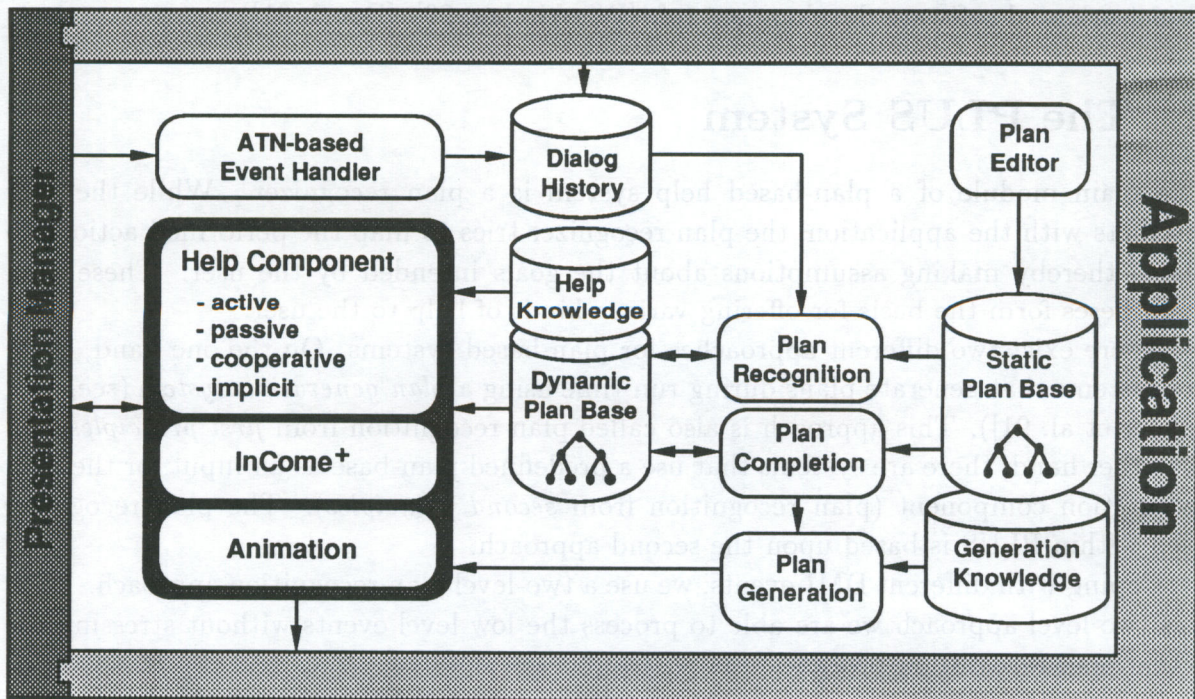 Presentation Manager
ATN-based
Event Handler
Dialog
History
Plan
Editor
Application
Help Component
- active
- passive
- cooperative
- implicit
InCome+
Animation
Help
Knowledge
Dynamic
Plan Base
Plan
Recognition
Plan
Completion
Plan
Generation
Static
Plan Base
Generation
Knowledge